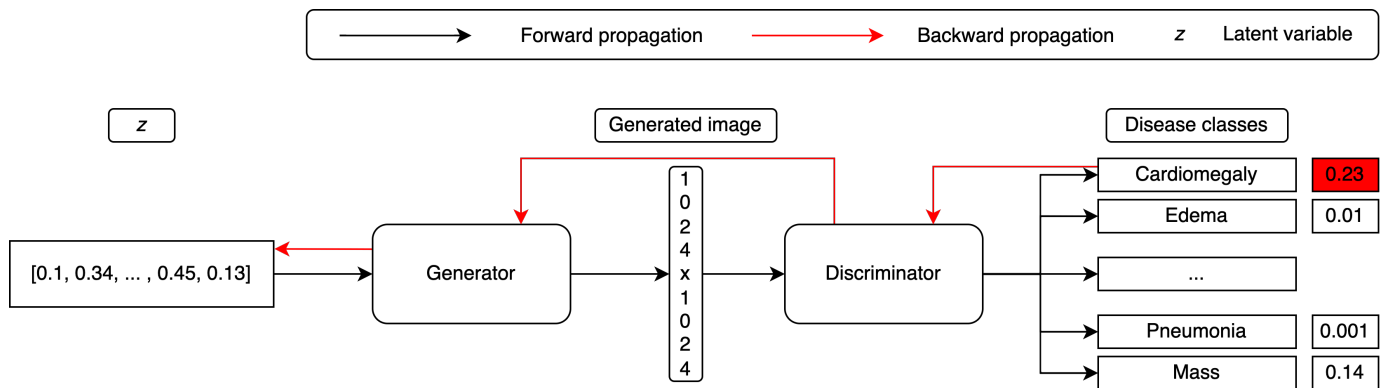 Forward propagation Backward propagation z Latent variable
z
Generated image
Disease classes
[0.1, 0.34, ... , 0.45, 0.13]
Generator
1
0
2
4
x
1
0
2
4
Discriminator
Cardiomegaly 0.23
Edema 0.01
...
Pneumonia 0.001
Mass 0.14